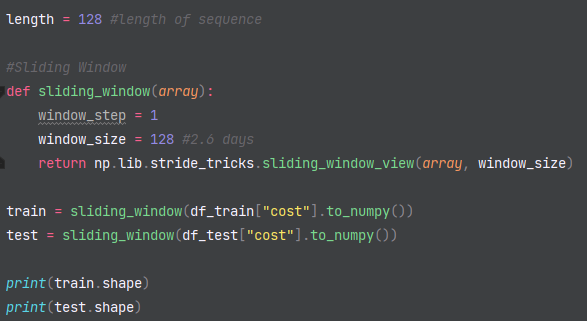 length = 128 #length of sequence
#Sliding Window
def sliding_window(array):
    window_step = 1
    window_size = 128 #2.6 days
    return np.lib.stride_tricks.sliding_window_view(array, window_size)
train = sliding_window(df_train["cost"].to_numpy())
test = sliding_window(df_test["cost"].to_numpy())
print(train.shape)
print(test.shape)